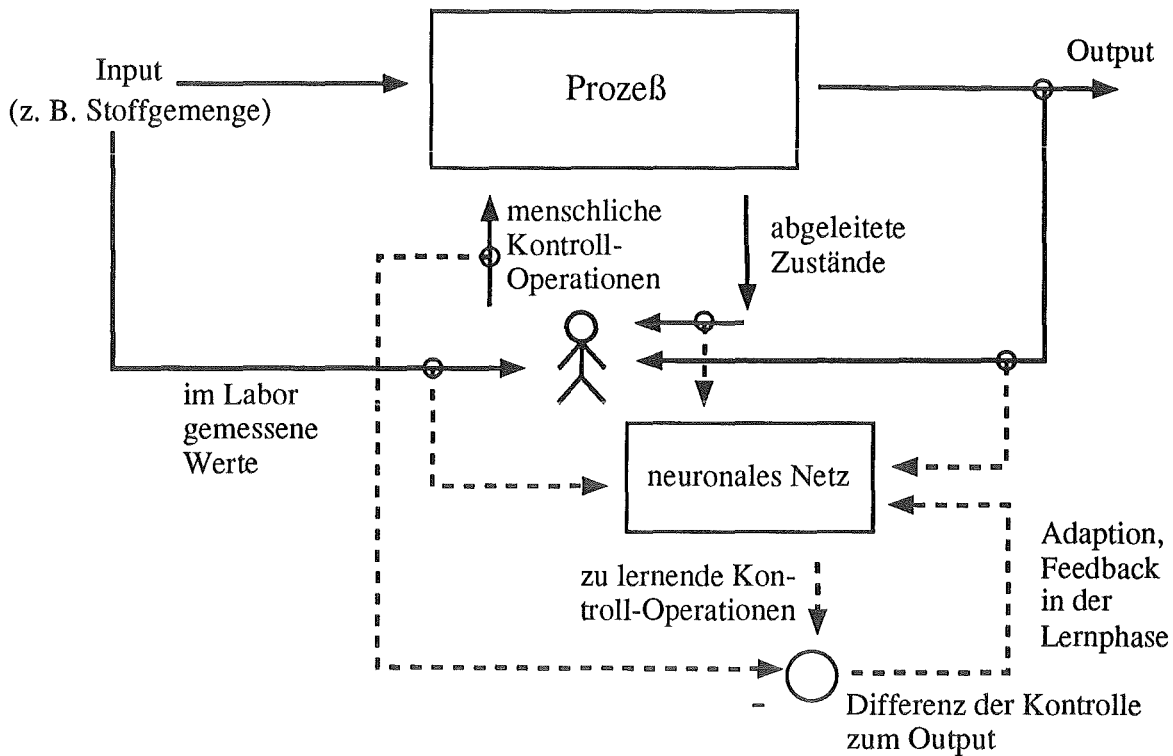 Input
(z. B. Stoffgemenge)
Prozeß
Output
menschliche
Kontroll-
Operationen
abgeleitete
Zustände
im Labor
gemessene
Werte
neuronales Netz
zu lernende Kon-
troll-Operationen
Adaption,
Feedback
in der
Lernphase
-
Differenz der Kontrolle
zum Output